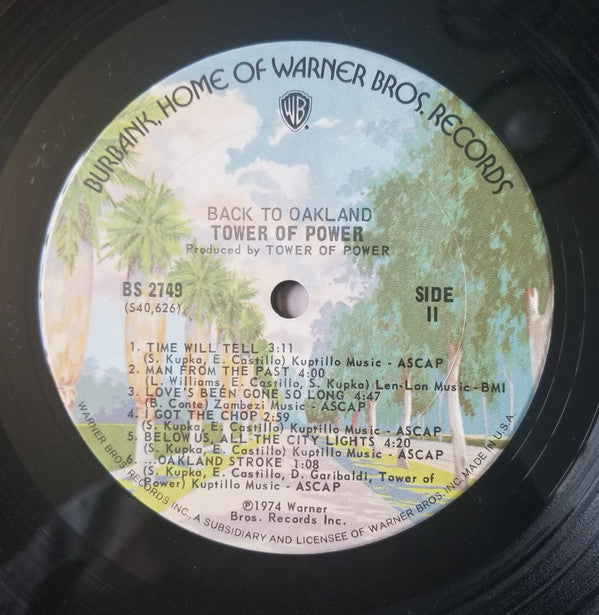 BURBANK, HOME OF WARNER BROS. RECORDS
WB
BACK TO OAKLAND
TOWER OF POWER
Produced by TOWER OF POWER
BS 2749
(S40,626)
SIDE
II
1. TIME WILL TELL 3:11
(S. Kupka, E. Castillo) Kuptillo Music - ASCAP
2. MAN FROM THE PAST 4:00
(L. Williams, E. Castillo, S. Kupka) Len-Lon Music - BMI
3. LOVE'S BEEN GONE SO LONG 4:47
(B. Conte) Zambezi Music - ASCAP
4. I GOT THE CHOP 2:59
(S. Kupka, E. Castillo) Kuptillo Music - ASCAP
5. BELOW US, ALL THE CITY LIGHTS 4:20
(S. Kupka, E. Castillo) Kuptillo Music - ASCAP
6. ...OAKLAND STROKE 1:08
(S. Kupka, E. Castillo, D. Garibaldi, Tower of
Power) Kuptillo Music - ASCAP
℗1974 Warner
Bros. Records Inc.
WARNER BROS. RECORDS INC., A SUBSIDIARY AND LICENSEE OF WARNER BROS. INC. MADE IN U.S.A.